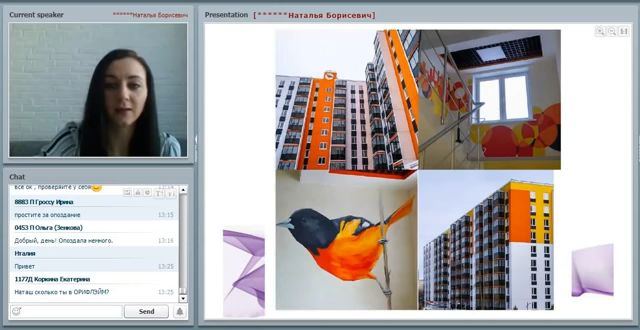 Current speaker
******Наталья Борисевич
Presentation
[******Наталья Борисевич]
Chat
все ок , проверяйте у себя
13:14
8883 П Гроссу Ирина
простите за опоздание
13:15
0453 П Ольга (Зенкова)
Добрый, день! Опоздала немного.
13:16
Нталия
Привет
13:25
1177Д Коркина Екатерина
Наташ сколько ты в ОРИФЛЭЙМ?
13:25
Send